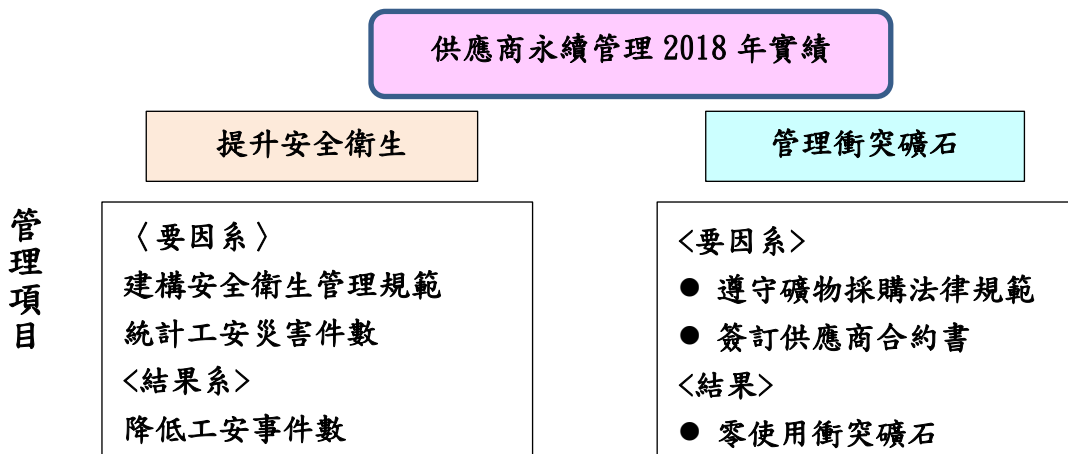 供應商永續管理 2018 年實績
提升安全衛生
管理衝突礦石
管理項目
〈要因系〉
建構安全衛生管理規範
統計工安災害件數
<結果系>
降低工安事件數
<要因系>
● 遵守礦物採購法律規範
● 簽訂供應商合約書
<結果>
● 零使用衝突礦石